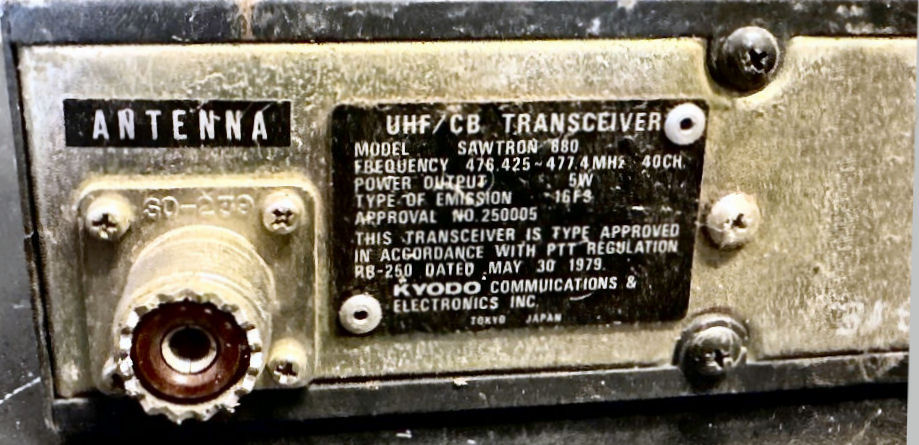 ANTENNA
SO-239
UHF/CB TRANSCEIVER
MODEL SAWTRON 880
FREQUENCY 476.425~477.4MHz 40CH.
POWER OUTPUT 5W
TYPE OF EMISSION 16F3
APPROVAL NO.250005
THIS TRANSCEIVER IS TYPE APPROVED
IN ACCORDANCE WITH PTT REGULATION
RB-250 DATED MAY 30 1979.
KYODO COMMUICATIONS &
ELECTRONICS INC.
TOKYO JAPAN